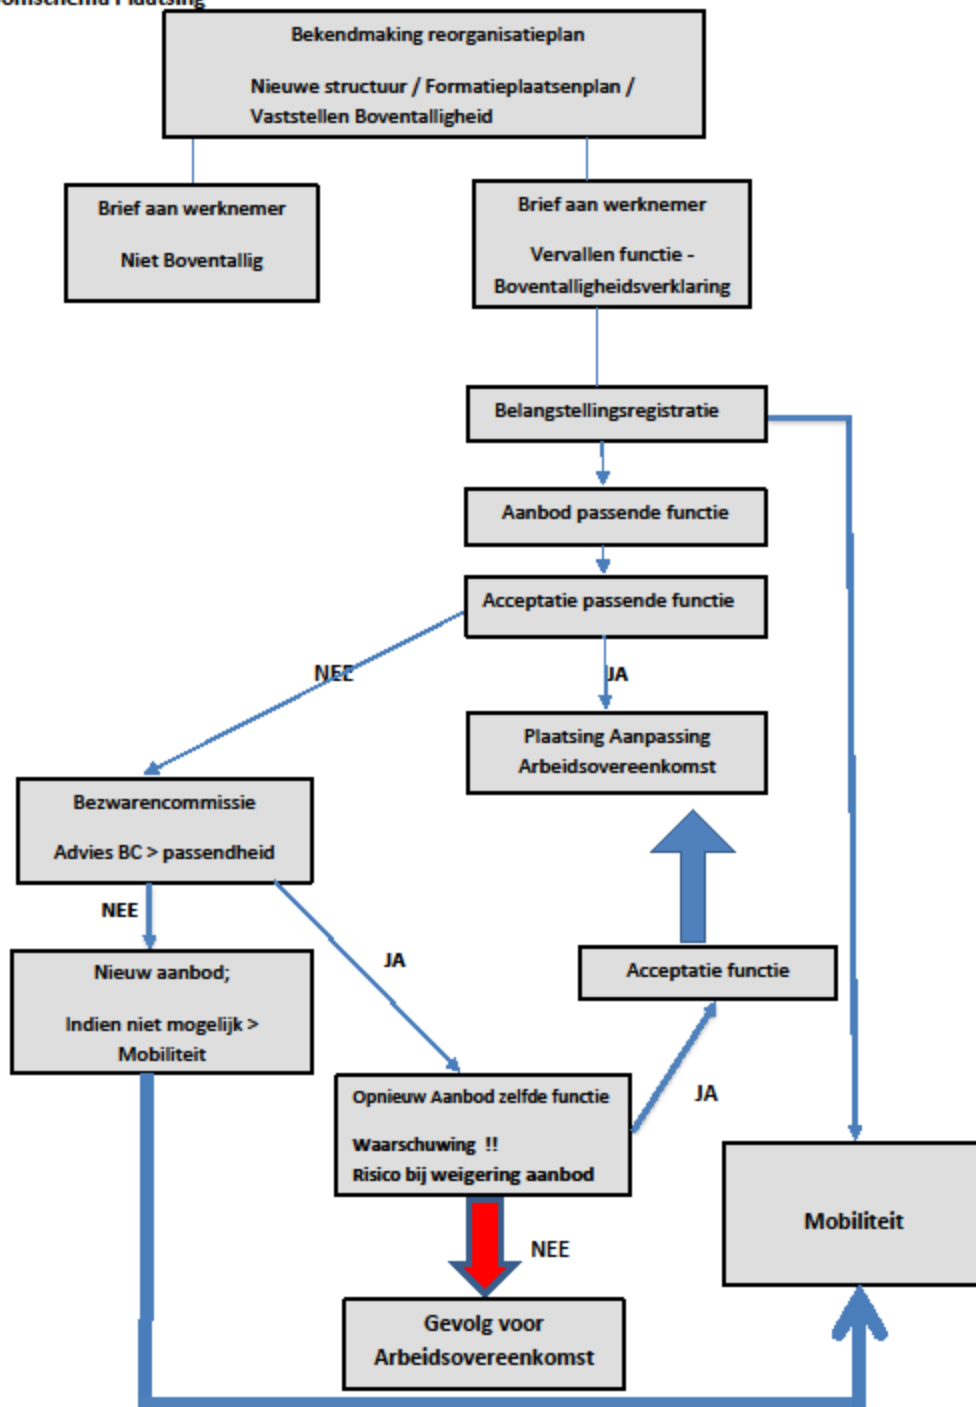 Plaatsing
Bekendmaking reorganisatieplan
Nieuwe structuur / Formatieplaatsenplan /
Vaststellen Boventalligheid
Brief aan werknemer
Niet Boventallig
Brief aan werknemer
Vervallen functie -
Boventalligheidsverklaring
Belangstellingsregistratie
Aanbod passende functie
Acceptatie passende functie
NEE
JA
Plaatsing Aanpassing
Arbeidsovereenkomst
Bezwarencommissie
Advies BC > passendheid
NEE
JA
Nieuw aanbod;
Indien niet mogelijk >
Mobiliteit
Acceptatie functie
Opnieuw Aanbod zelfde functie
Waarschuwing !!
Risico bij weigering aanbod
JA
Mobiliteit
NEE
Gevolg voor
Arbeidsovereenkomst